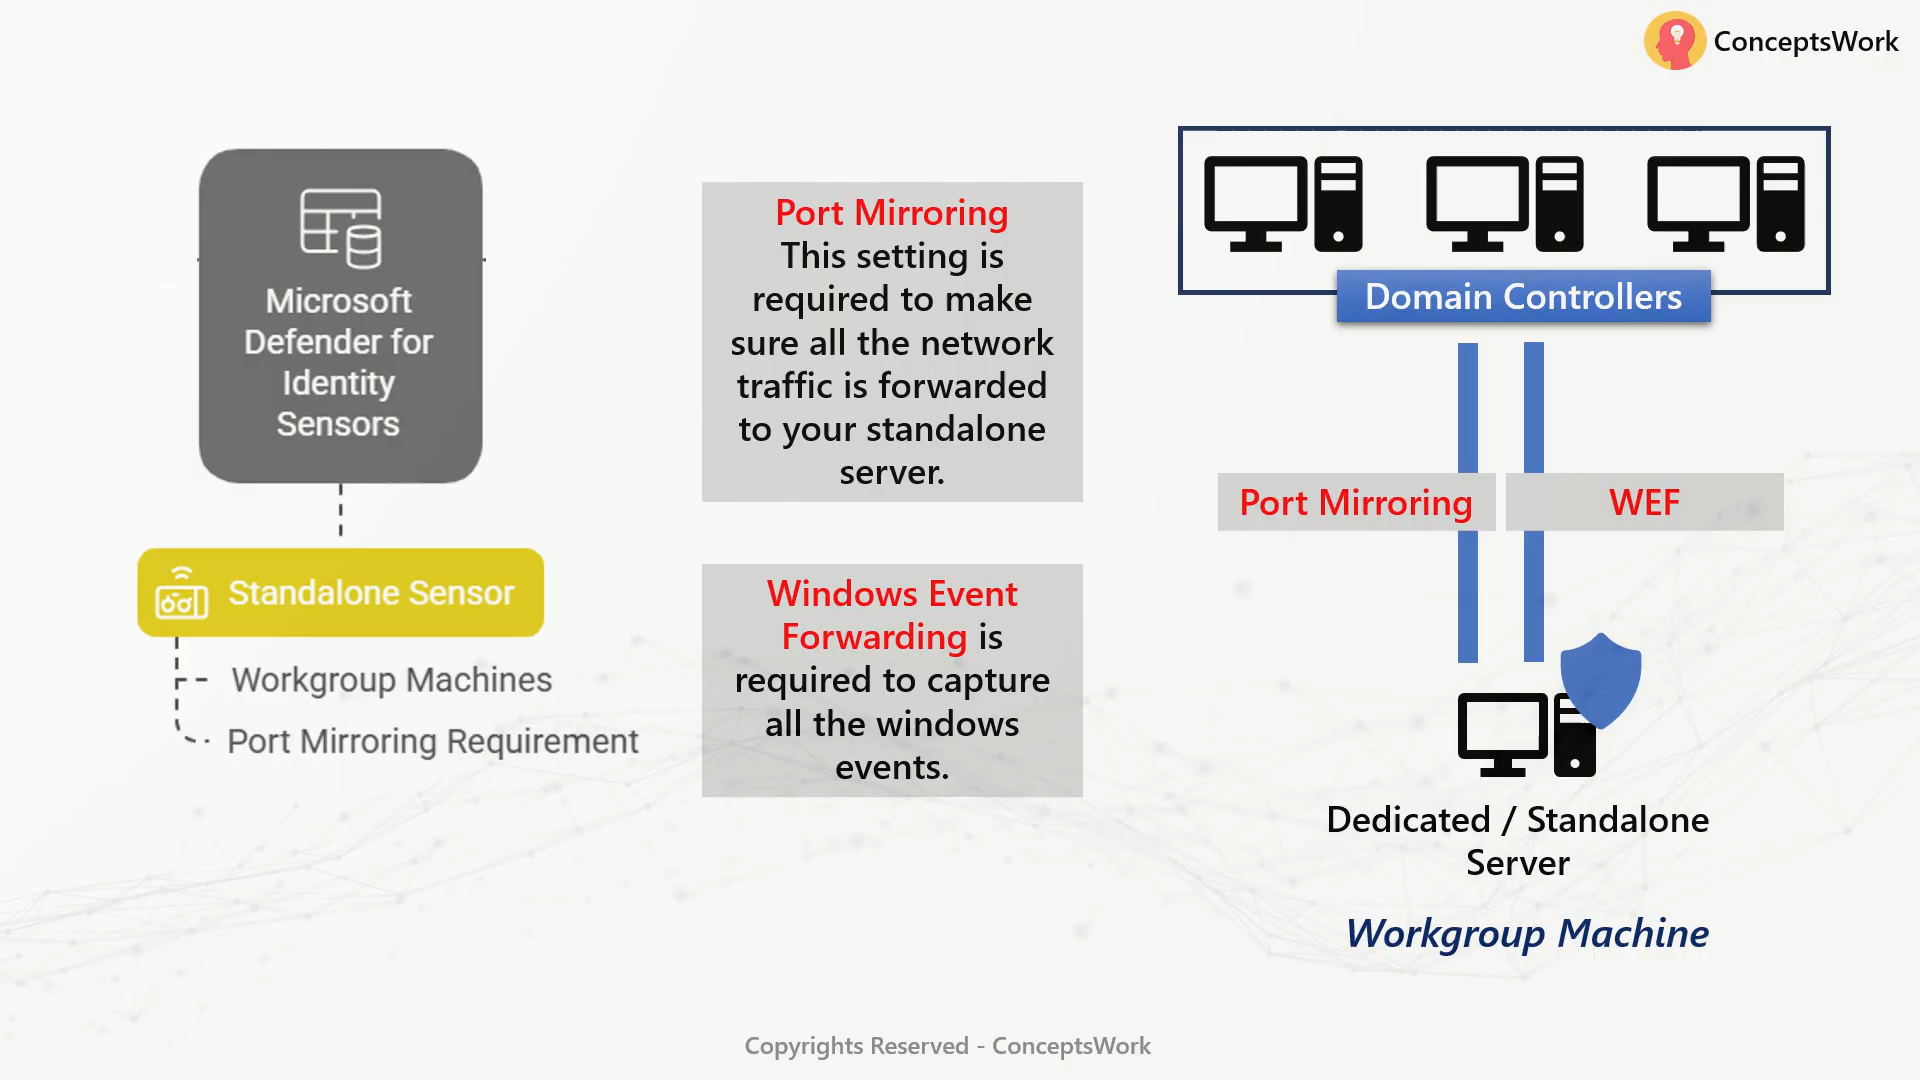 ConceptsWork
Microsoft
Defender for
Identity
Sensors
Standalone Sensor
Workgroup Machines
Port Mirroring Requirement
Port Mirroring
This setting is
required to make
sure all the network
traffic is forwarded
to your standalone
server.
Windows Event
Forwarding is
required to capture
all the windows
events.
Domain Controllers
Port Mirroring
WEF
Dedicated / Standalone
Server
Workgroup Machine
Copyrights Reserved - ConceptsWork